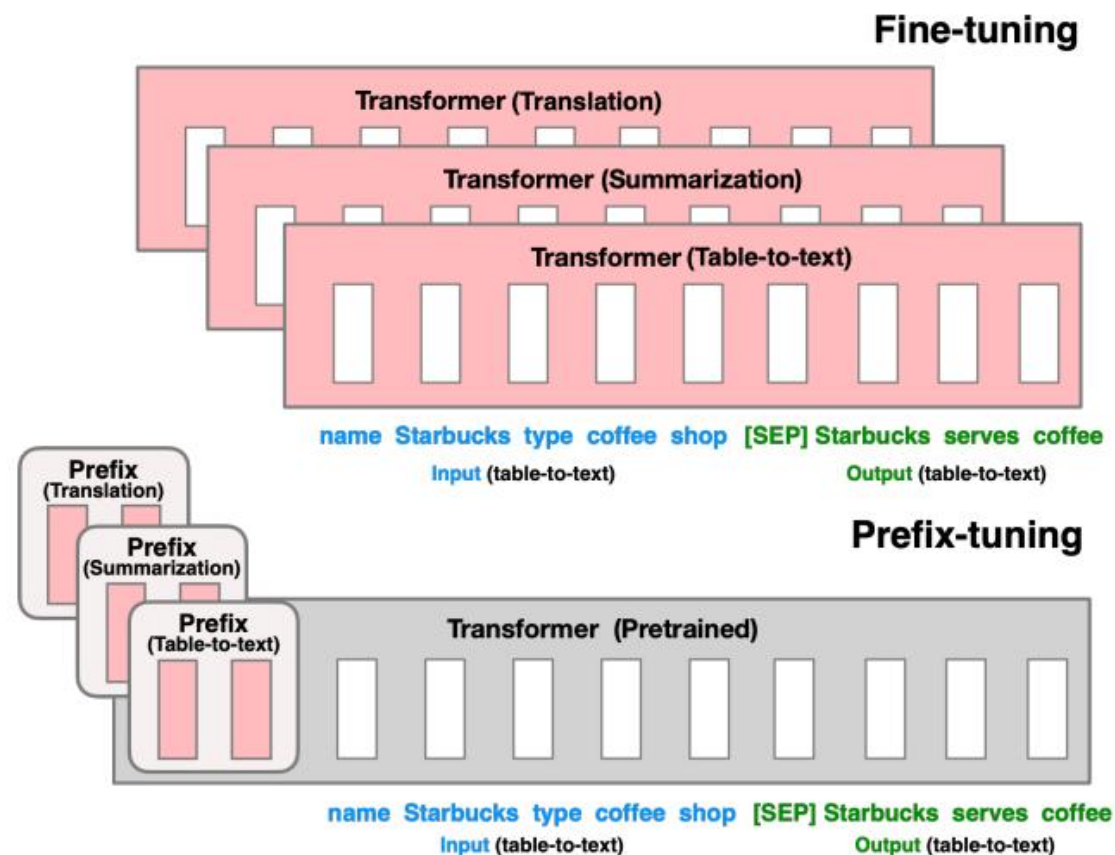 Fine-tuning
Transformer (Translation)
Transformer (Summarization)
Transformer (Table-to-text)
name Starbucks type coffee shop [SEP] Starbucks serves coffee
Input (table-to-text) Output (table-to-text)
Prefix-tuning
Prefix
(Translation)
Prefix
(Summarization)
Prefix
(Table-to-text)
Transformer (Pretrained)
name Starbucks type coffee shop [SEP] Starbucks serves coffee
Input (table-to-text) Output (table-to-text)